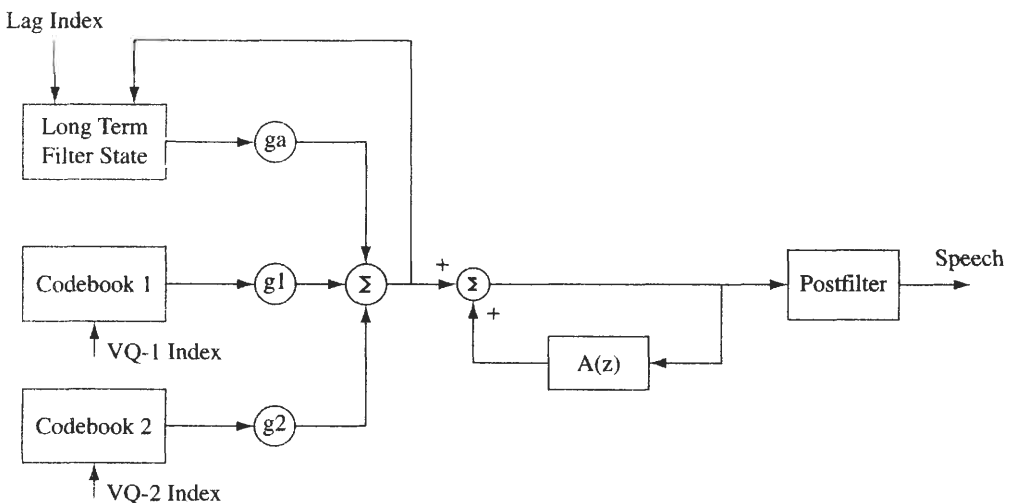 Lag Index
Long Term
Filter State
ga
Codebook 1
g1
Σ
+
Σ
+
Postfilter
Speech
VQ-1 Index
A(z)
Codebook 2
g2
VQ-2 Index